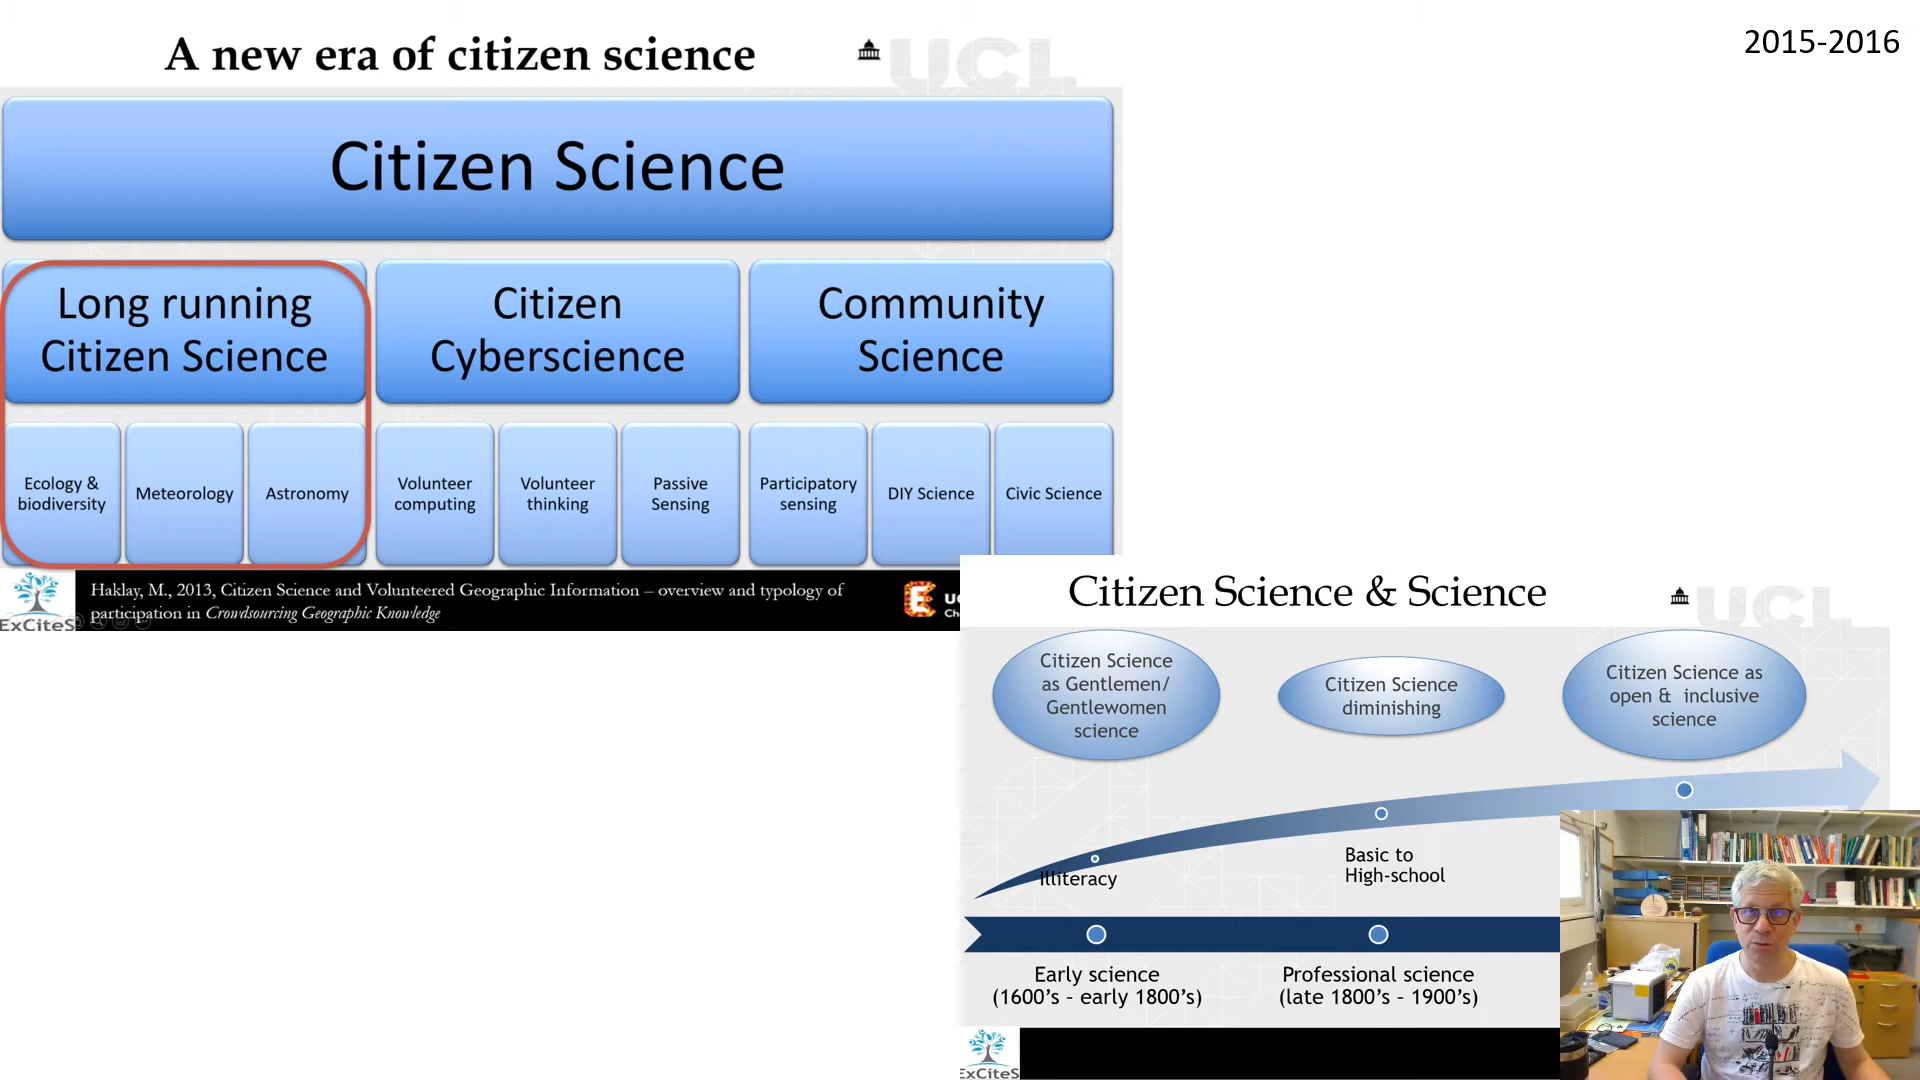 A new era of citizen science
UCL
2015-2016
Citizen Science
Long running
Citizen Science
Citizen
Cyberscience
Community
Science
Ecology &
biodiversity
Meteorology
Astronomy
Volunteer
computing
Volunteer
thinking
Passive
Sensing
Participatory
sensing
DIY Science
Civic Science
ExCiteS
Haklay, M., 2013, Citizen Science and Volunteered Geographic Information – overview and typology of
participation in Crowdsourcing Geographic Knowledge
Citizen Science & Science
UCL
Citizen Science
as Gentlemen/
Gentlewomen
science
Citizen Science
diminishing
Citizen Science as
open & inclusive
science
Illiteracy
Basic to
High-school
Early science
(1600's - early 1800's)
Professional science
(late 1800's - 1900's)
ExCiteS